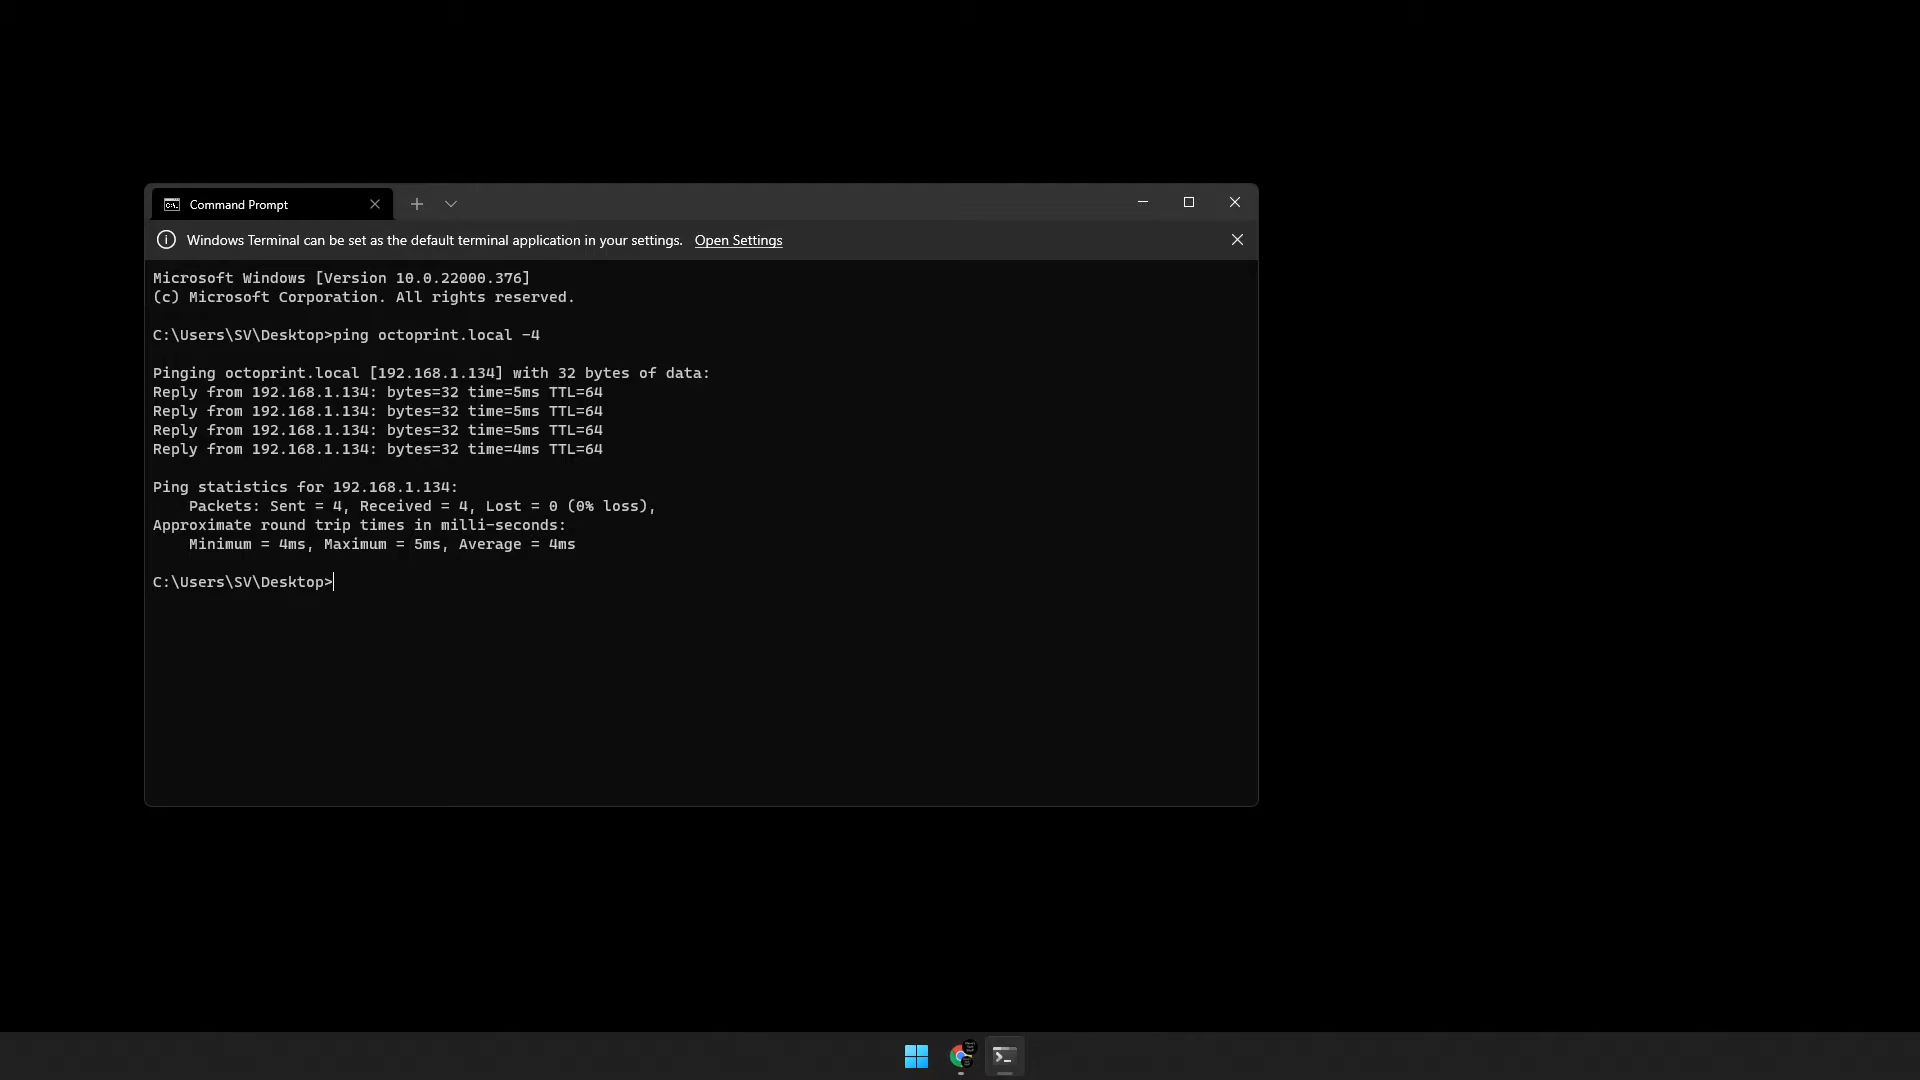 Command Prompt
Windows Terminal can be set as the default terminal application in your settings. Open Settings
Microsoft Windows [Version 10.0.22000.376]
(c) Microsoft Corporation. All rights reserved.
C:\Users\SV\Desktop>ping octoprint.local -4
Pinging octoprint.local [192.168.1.134] with 32 bytes of data:
Reply from 192.168.1.134: bytes=32 time=5ms TTL=64
Reply from 192.168.1.134: bytes=32 time=5ms TTL=64
Reply from 192.168.1.134: bytes=32 time=5ms TTL=64
Reply from 192.168.1.134: bytes=32 time=4ms TTL=64
Ping statistics for 192.168.1.134:
    Packets: Sent = 4, Received = 4, Lost = 0 (0% loss),
Approximate round trip times in milli-seconds:
    Minimum = 4ms, Maximum = 5ms, Average = 4ms
C:\Users\SV\Desktop>